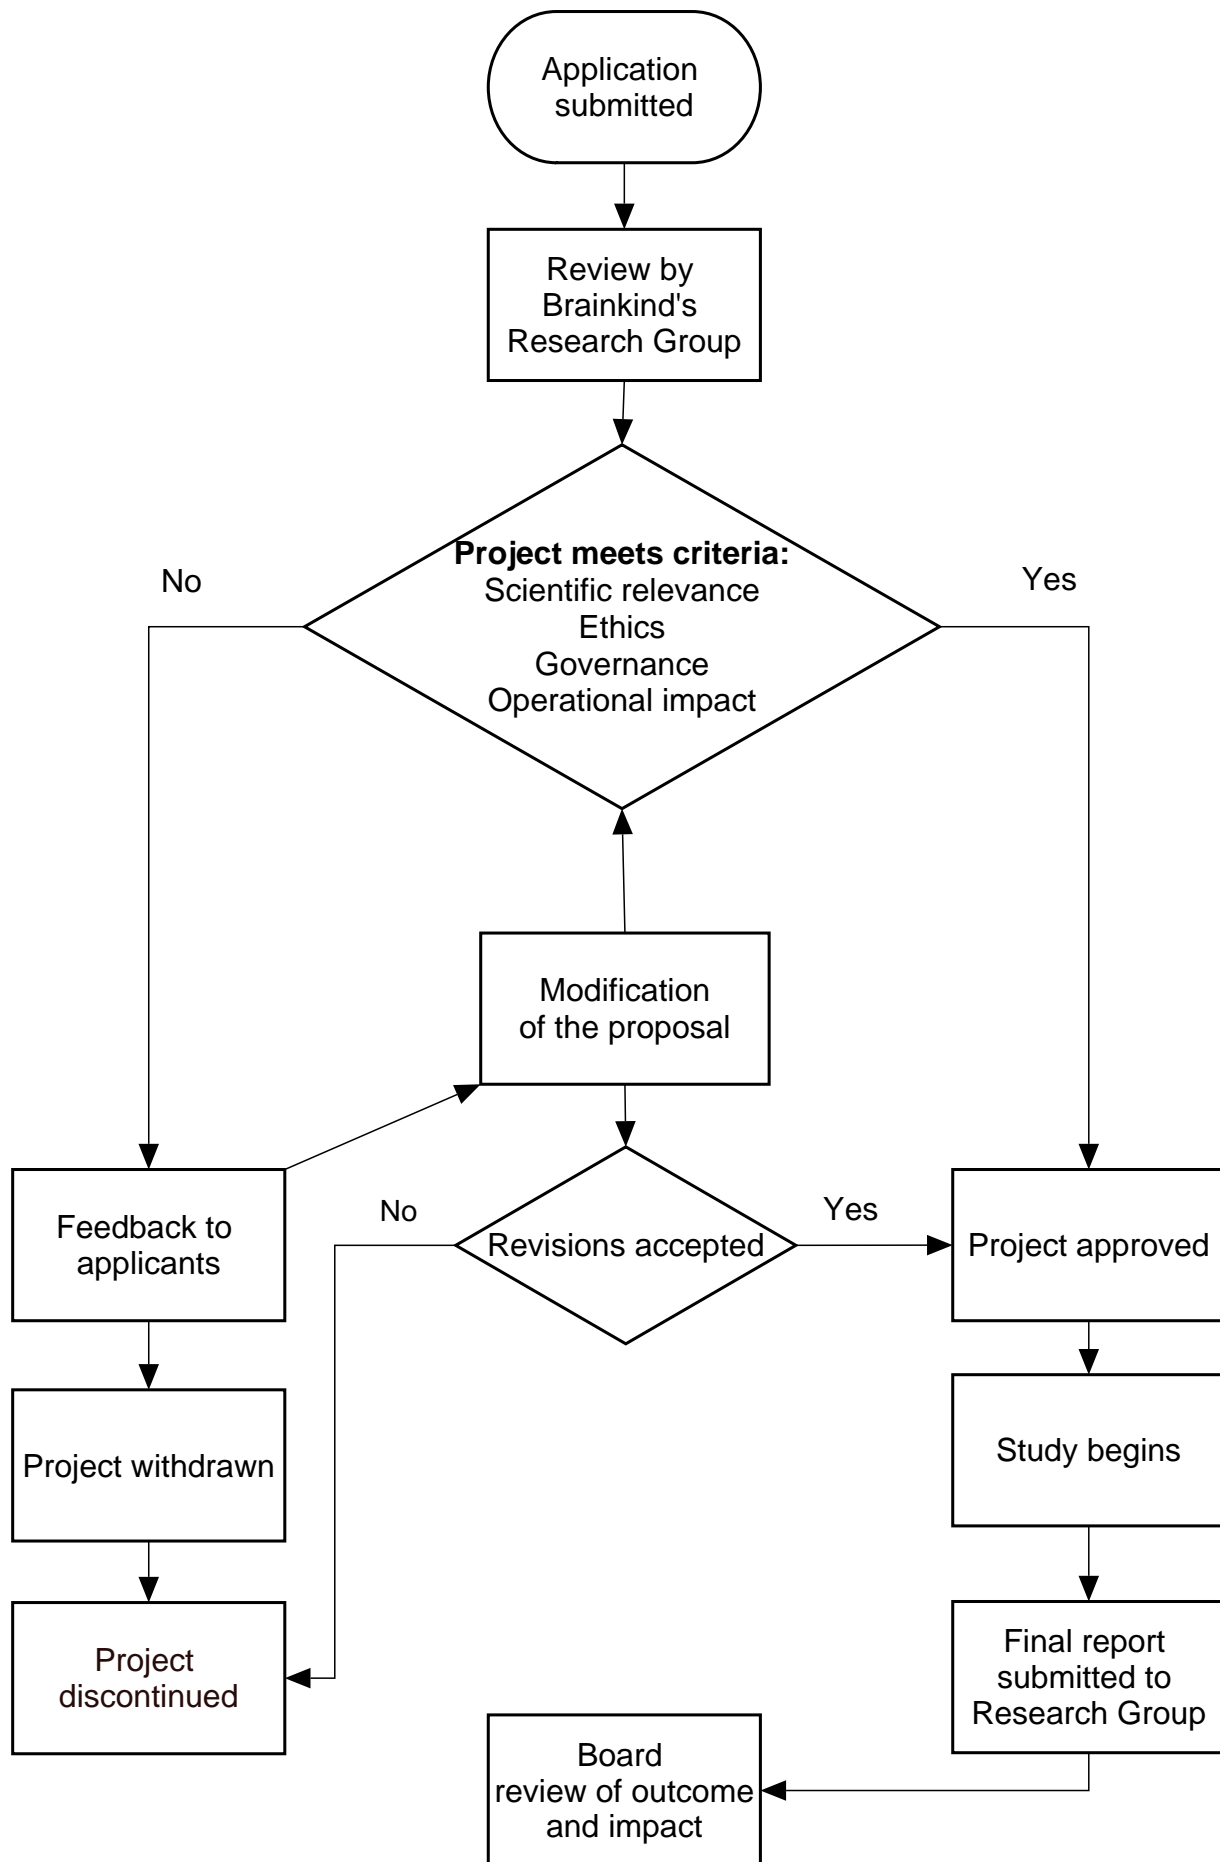 Application
submitted
Review by
Brainkind's
Research Group
Project meets criteria:
Scientific relevance
Ethics
Governance
Operational impact
No
Yes
Modification
of the proposal
Feedback to
applicants
No
Revisions accepted
Yes
Project approved
Project withdrawn
Study begins
Project
discontinued
Final report
submitted to
Research Group
Board
review of outcome
and impact